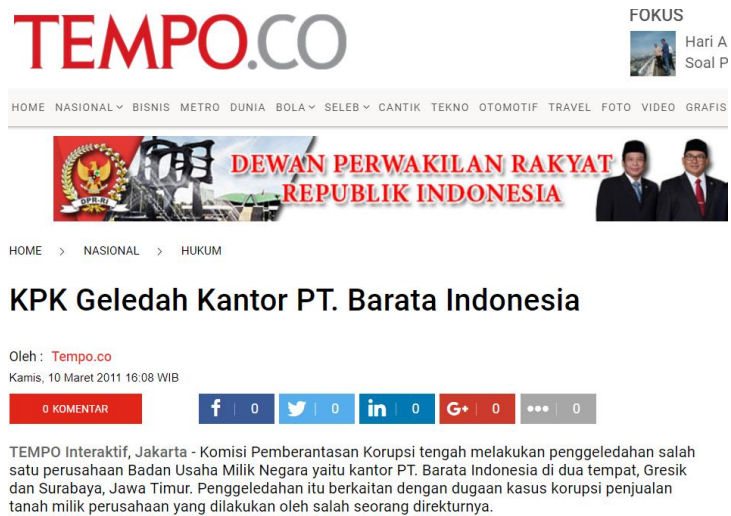 TEMPO.CO
FOKUS
Hari A
Soal P
HOME NASIONAL BISNIS METRO DUNIA BOLA SELEB CANTIK TEKNO OTOMOTIF TRAVEL FOTO VIDEO GRAFIS
DPR-RI
DEWAN PERWAKILAN RAKYAT
REPUBLIK INDONESIA
HOME > NASIONAL > HUKUM
KPK Geledah Kantor PT. Barata Indonesia
Oleh : Tempo.co
Kamis, 10 Maret 2011 16:08 WIB
0 KOMENTAR
f | 0
0
in | 0
G+ | 0
••• | 0
TEMPO Interaktif, Jakarta - Komisi Pemberantasan Korupsi tengah melakukan penggeledahan salah
satu perusahaan Badan Usaha Milik Negara yaitu kantor PT. Barata Indonesia di dua tempat, Gresik
dan Surabaya, Jawa Timur. Penggeledahan itu berkaitan dengan dugaan kasus korupsi penjualan
tanah milik perusahaan yang dilakukan oleh salah seorang direkturnya.